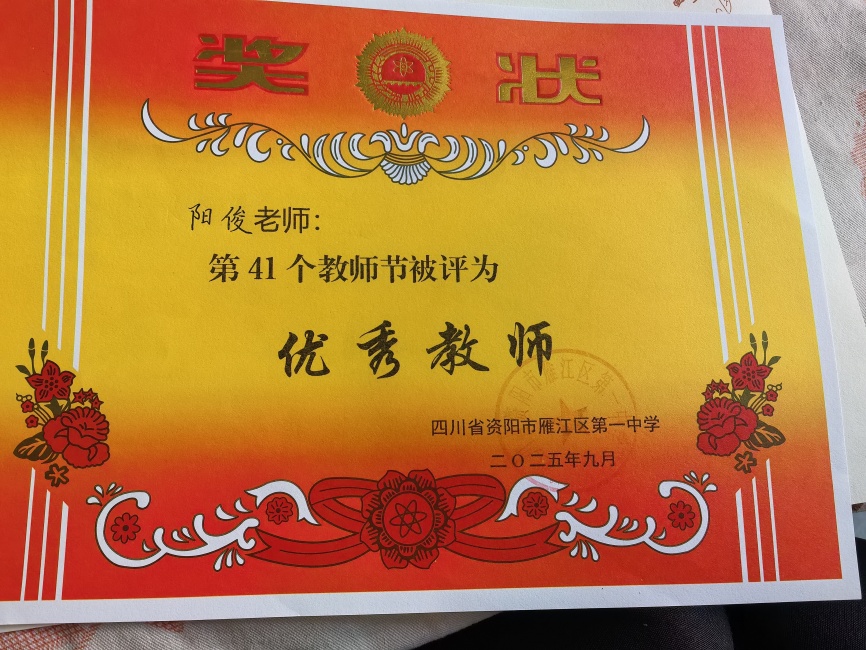 奖状
阳俊老师：
第 41 个教师节被评为
优秀教师
四川省资阳市雁江区第一中学
二〇二五年九月